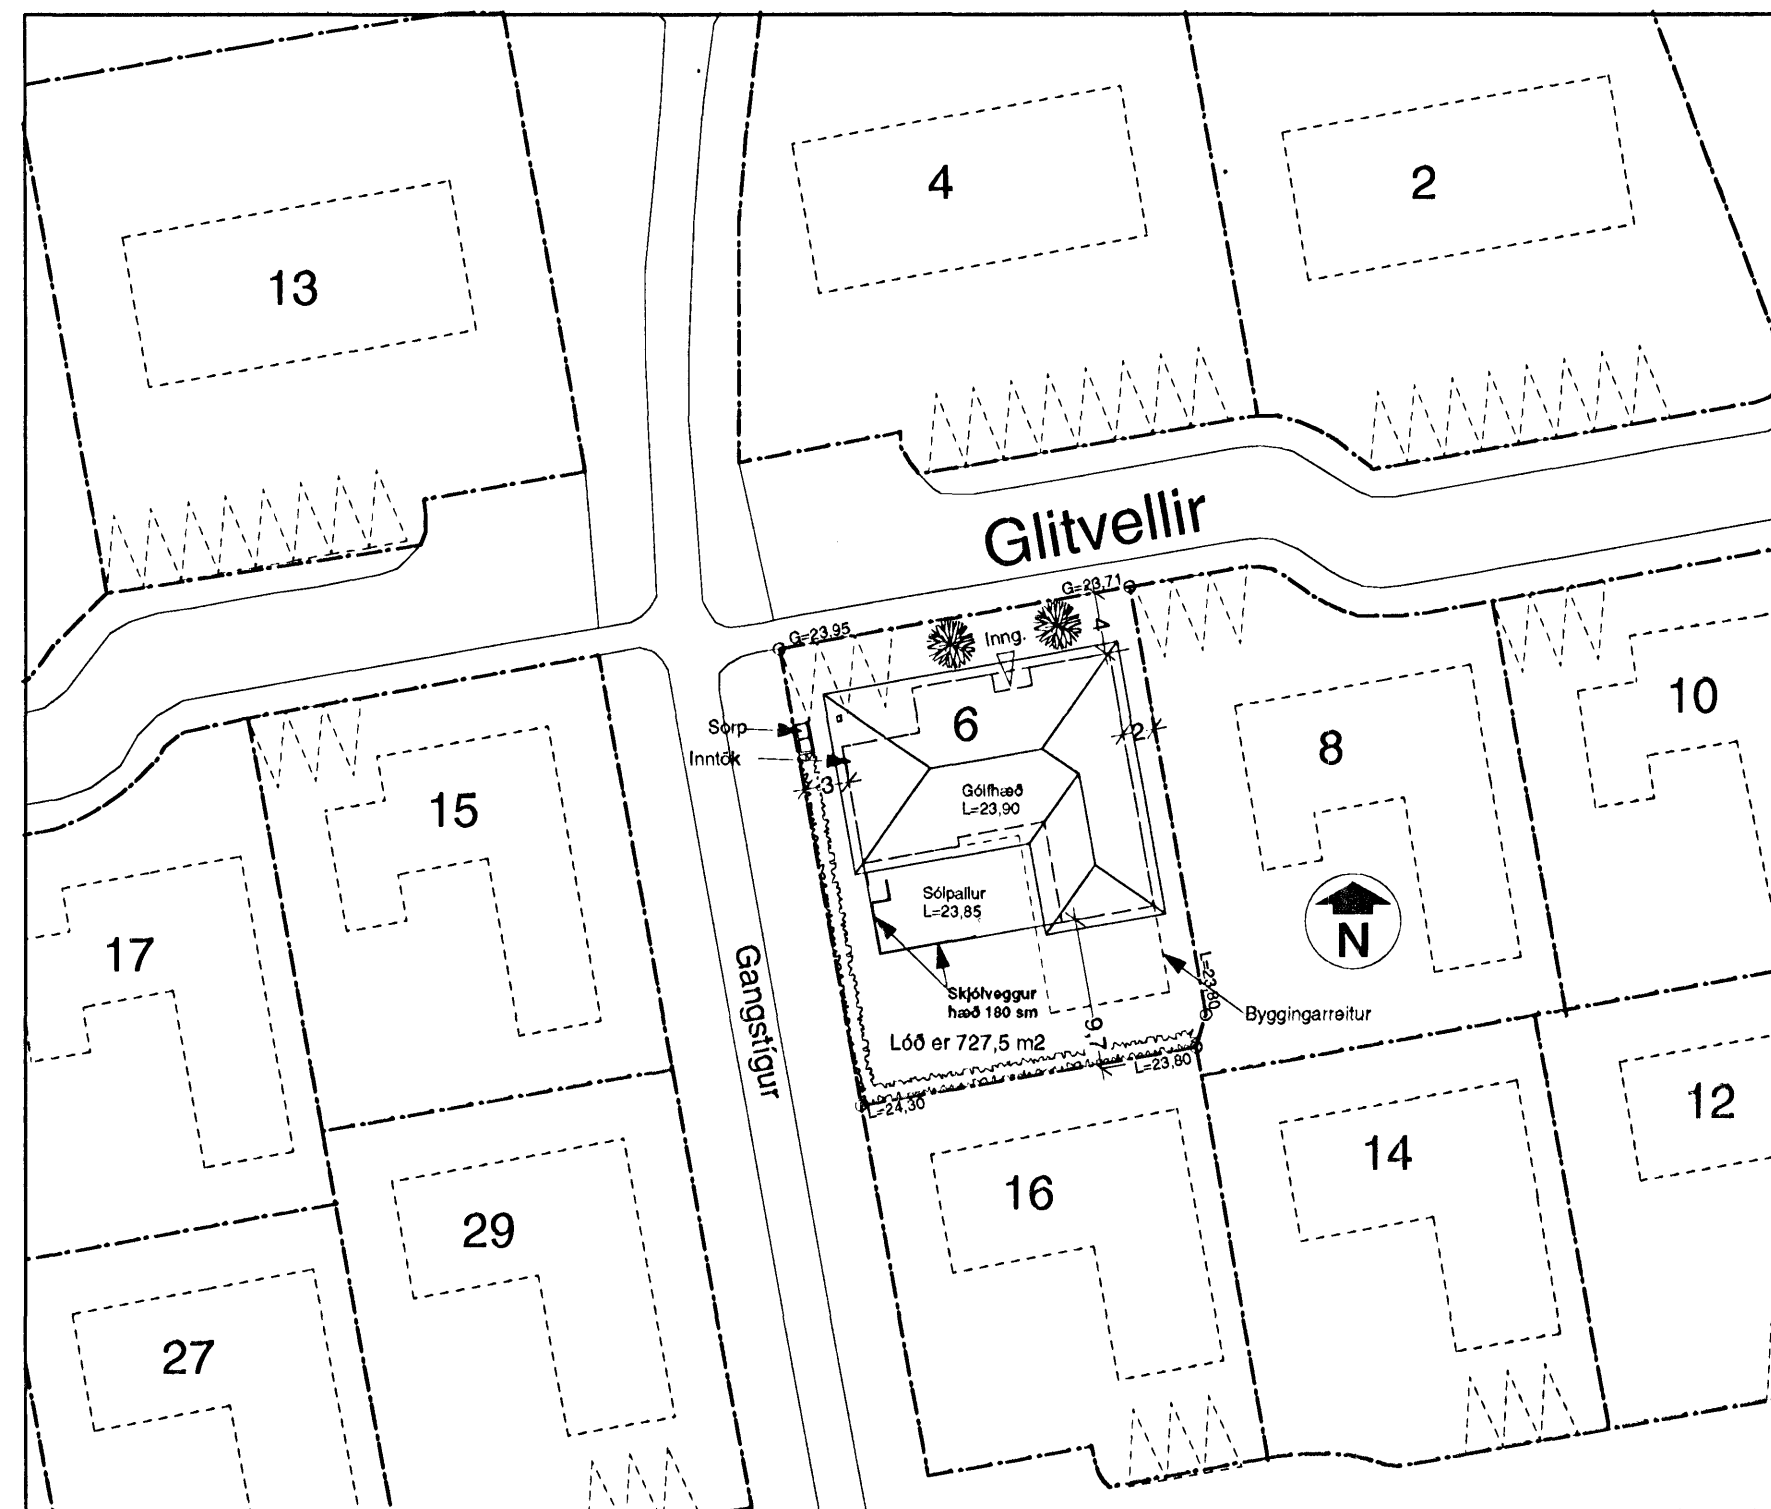 4
2
13
Glitvellir
G=23,71
G=23,95
Inng.
4
Sorp
Inntök
6
2
8
10
3
Gólfhæð
L=23,90
15
17
Sólpallur
L=23,85
N
Gangstígur
Skjólveggur
hæð 180 sm
L=23,80
Byggingarreitur
Lóð er 727,5 m2
9,7
L=23,80
L=24,30
12
14
16
29
27